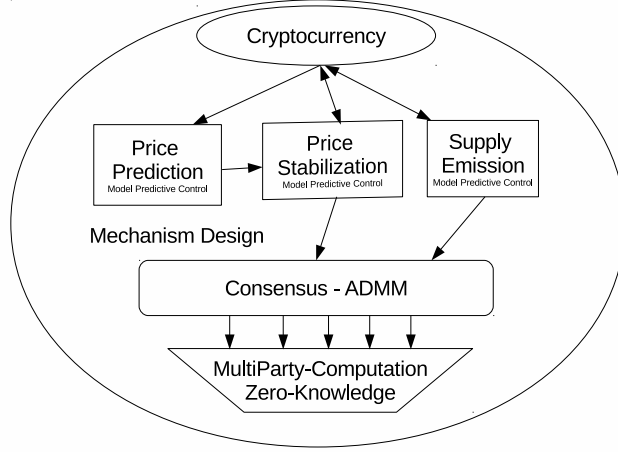 Cryptocurrency
Price
Prediction
Model Predictive Control
Price
Stabilization
Model Predictive Control
Supply
Emission
Model Predictive Control
Mechanism Design
Consensus - ADMM
MultiParty-Computation
Zero-Knowledge